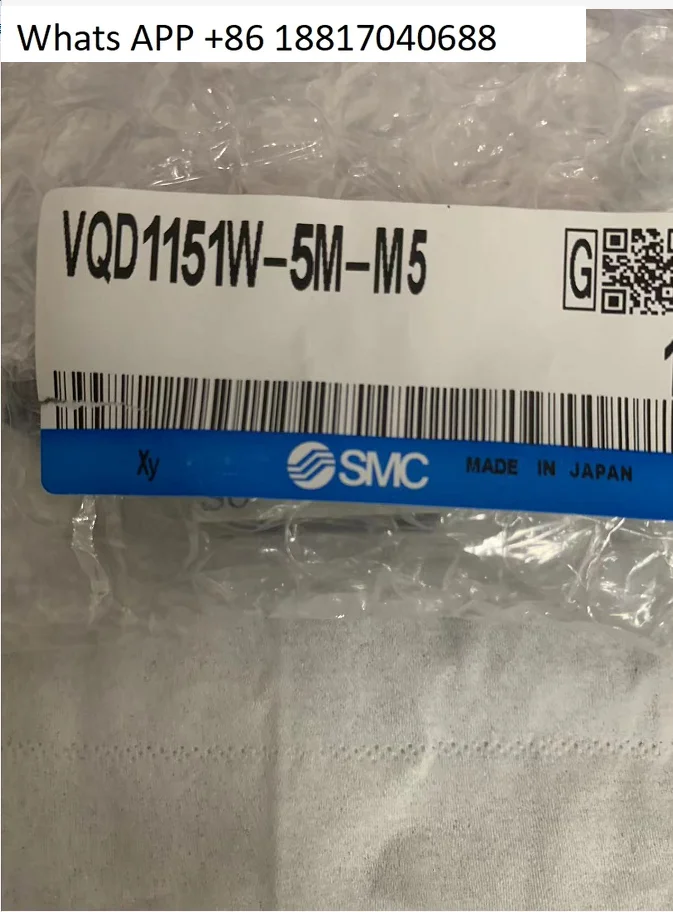 Whats APP +86 18817040688
VQD1151W-5M-M5
G
Xy
SMC MADE IN JAPAN